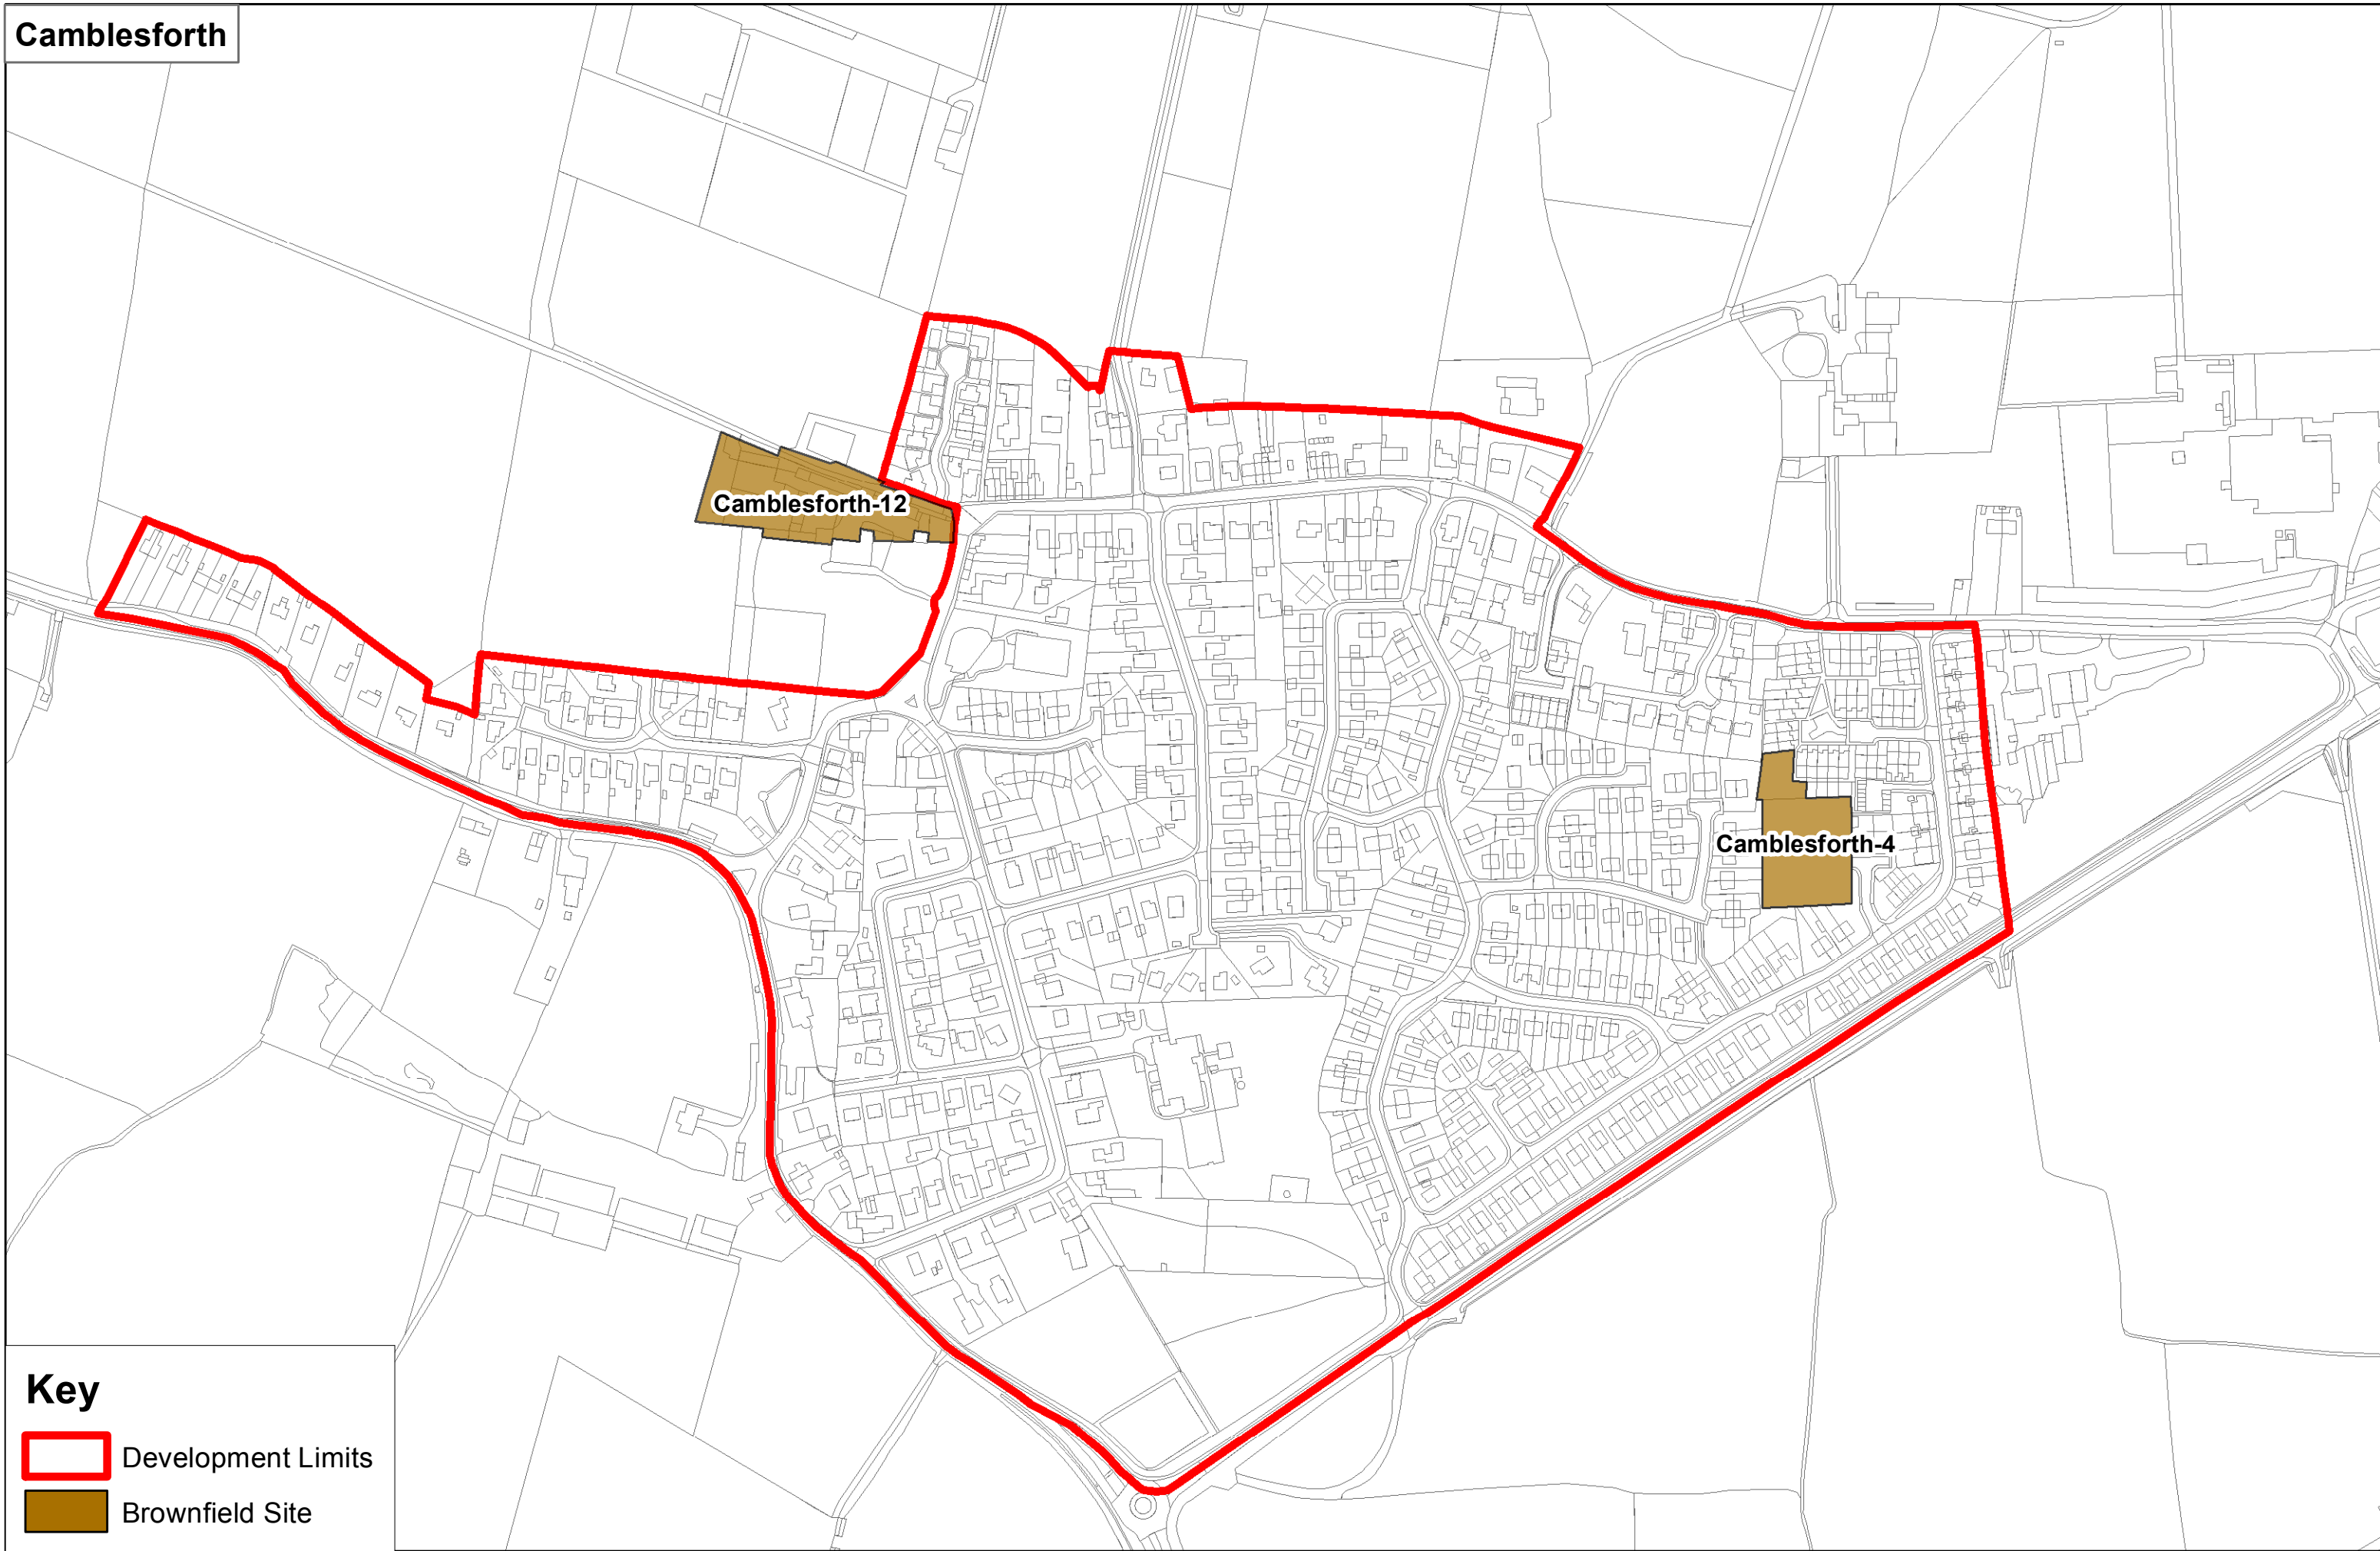 Camblesforth
Camblesforth-12
Camblesforth-4
Key
Development Limits
Brownfield Site